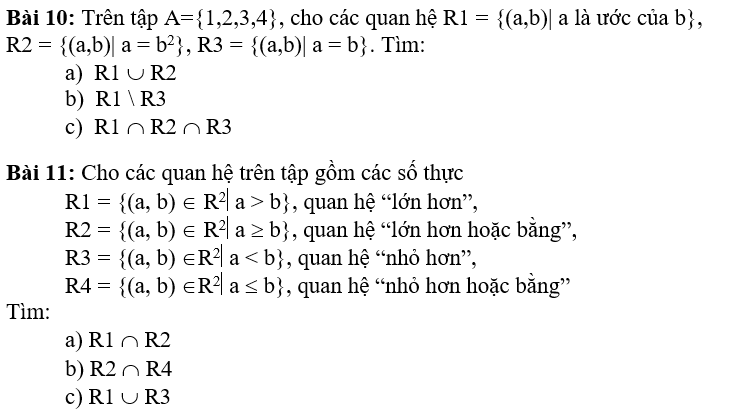 Bài 10: Trên tập A={1,2,3,4}, cho các quan hệ R1 = {(a,b)| a là ước của b},
R2 = {(a,b)| a = b²}, R3 = {(a,b)| a = b}. Tìm:
a) R1 ∪ R2
b) R1 \ R3
c) R1 ∩ R2 ∩ R3
Bài 11: Cho các quan hệ trên tập gồm các số thực
R1 = {(a, b) ∈ R²| a > b}, quan hệ “lớn hơn”,
R2 = {(a, b) ∈ R²| a ≥ b}, quan hệ “lớn hơn hoặc bằng”,
R3 = {(a, b) ∈R²| a < b}, quan hệ “nhỏ hơn”,
R4 = {(a, b) ∈R²| a ≤ b}, quan hệ “nhỏ hơn hoặc bằng”
Tìm:
a) R1 ∩ R2
b) R2 ∩ R4
c) R1 ∪ R3